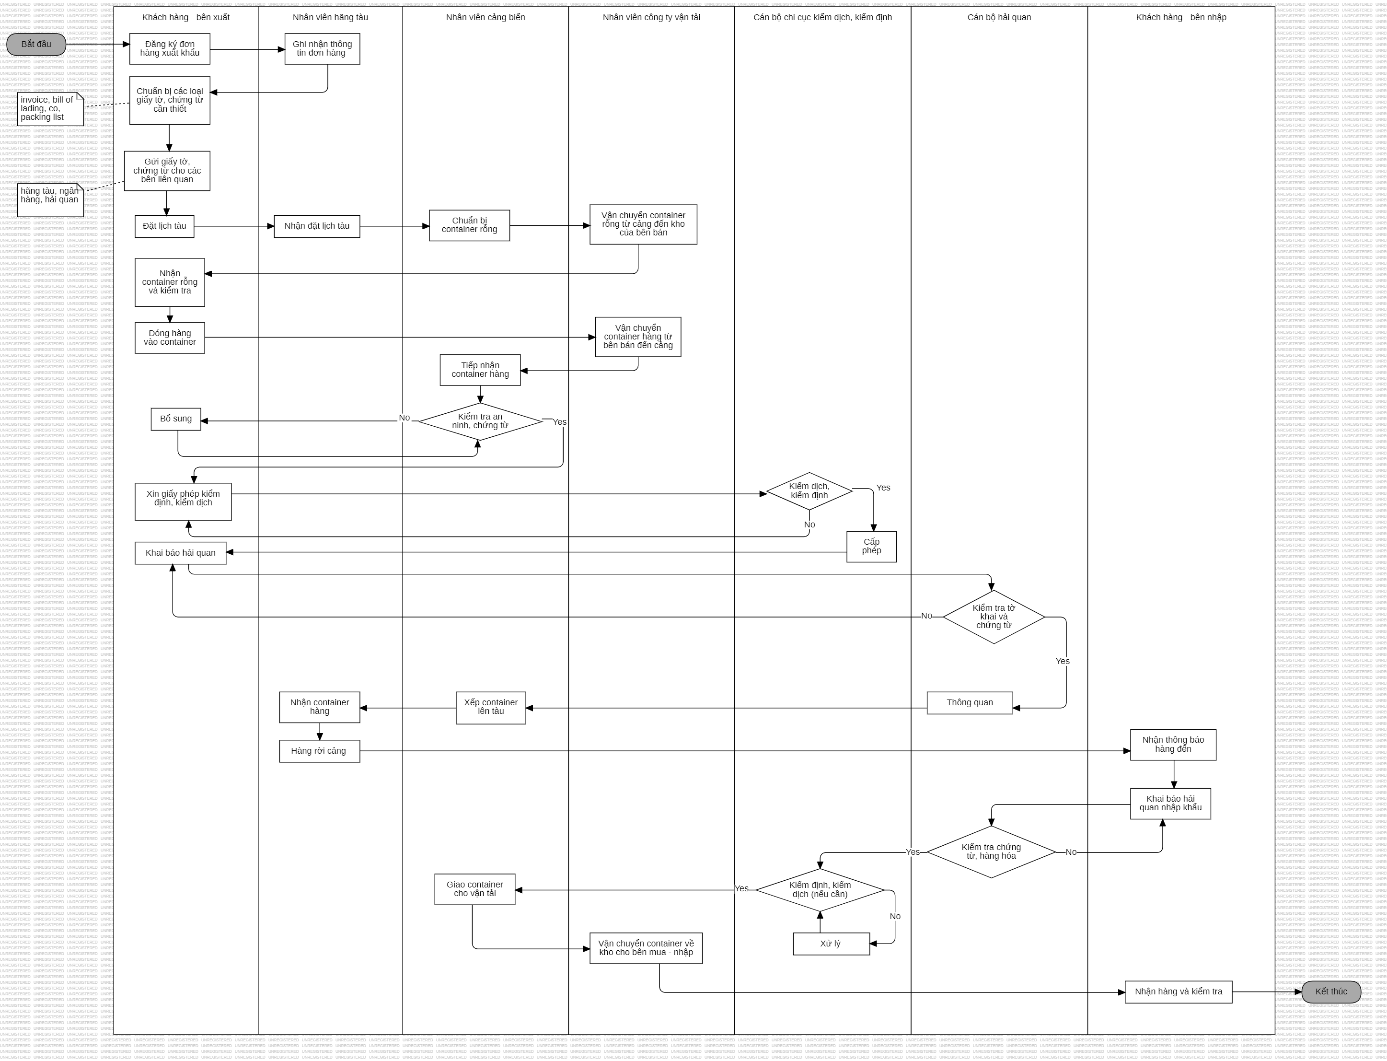 Khách hàng _ bên xuất
Nhân viên hãng tàu
Nhân viên cảng biển
Nhân viên công ty vận tải
Cán bộ chi cục kiểm dịch, kiểm định
Cán bộ hải quan
Khách hàng _ bên nhập
Bắt đầu
Đăng ký đơn
hàng xuất khẩu
Ghi nhận thông
tin đơn hàng
Chuẩn bị các loại
giấy tờ, chứng từ
cần thiết
invoice, bill of
lading, co,
packing list
Gửi giấy tờ,
chứng từ cho các
bên liên quan
hãng tàu, ngân
hàng, hải quan
Đặt lịch tàu
Nhận đặt lịch tàu
Chuẩn bị
container rỗng
Vận chuyển container
rỗng từ cảng đến kho
của bên bán
Nhận
container rỗng
và kiểm tra
Đóng hàng
vào container
Vận chuyển
container hàng từ
bên bán đến cảng
Tiếp nhận
container hàng
Kiểm tra an
ninh, chứng từ
No
Yes
Bổ sung
Xin giấy phép kiểm
định, kiểm dịch
Kiểm dịch,
kiểm định
Yes
No
Cấp
phép
Khai báo hải quan
Kiểm tra tờ
khai và
chứng từ
No
Yes
Thông quan
Xếp container
lên tàu
Nhận container
hàng
Hàng rời cảng
Nhận thông báo
hàng đến
Khai báo hải
quan nhập khẩu
Kiểm tra chứng
từ, hàng hóa
No
Yes
Kiểm định, kiểm
dịch (nếu cần)
Yes
No
Xử lý
Giao container
cho vận tải
Vận chuyển container về
kho cho bên mua - nhập
Nhận hàng và kiểm tra
Kết thúc